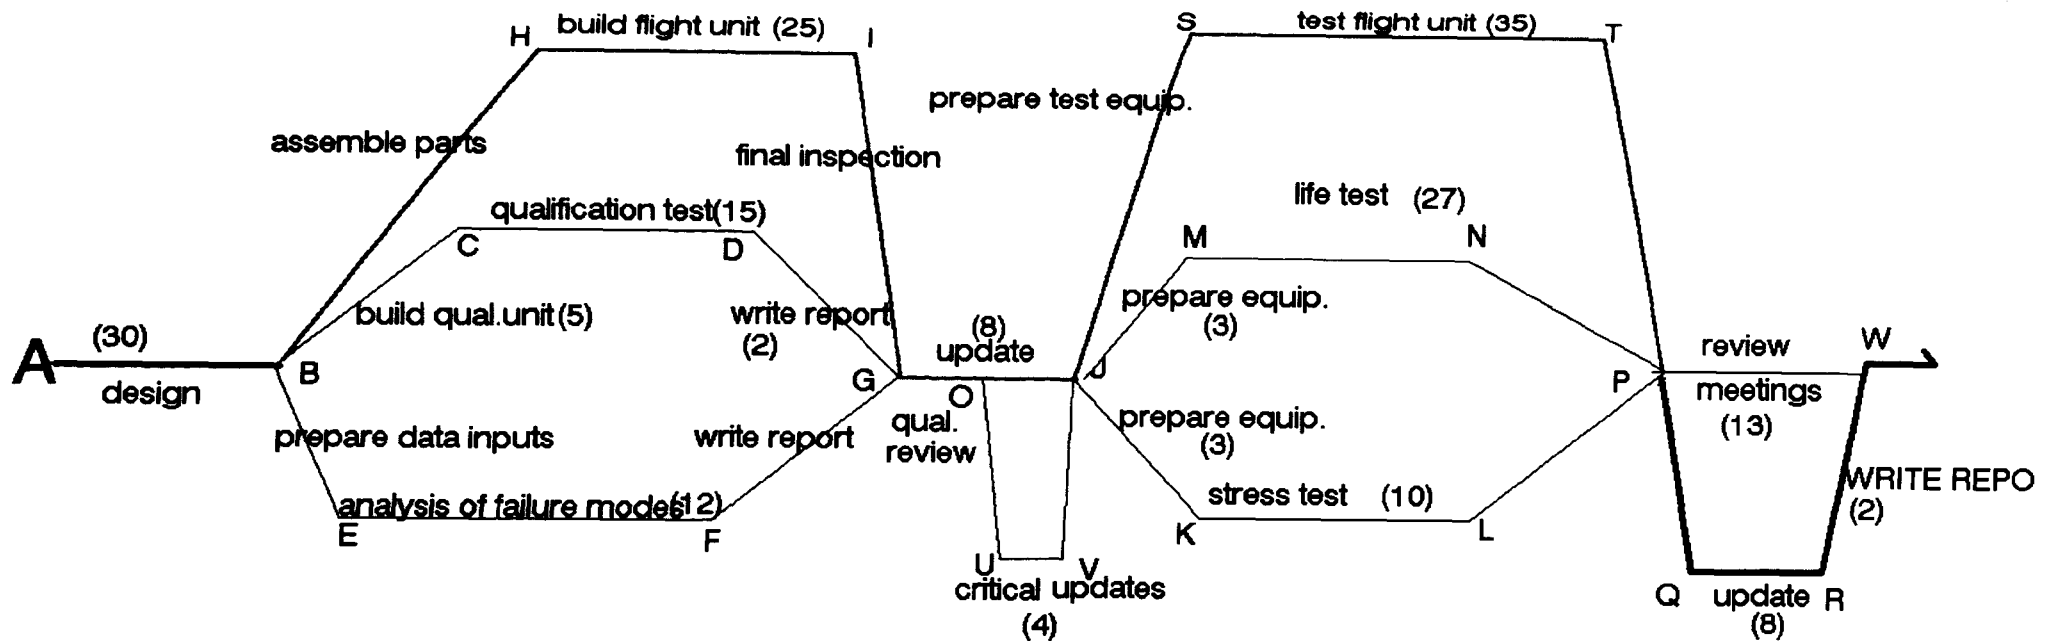 H
build flight unit (25)
I
S
test flight unit (35)
T
prepare test equip.
assemble parts
final inspection
life test (27)
qualification test(15)
C
D
M
N
build qual.unit(5)
write report
(2)
prepare equip.
(3)
A
(30)
design
B
G
(8)
update
O
J
P
review
meetings
(13)
W
qual.
review
prepare equip.
(3)
prepare data inputs
write report
analysis of failure modes(12)
E
F
stress test (10)
K
L
WRITE REPO
(2)
U
V
critical updates
(4)
Q
update
R
(8)